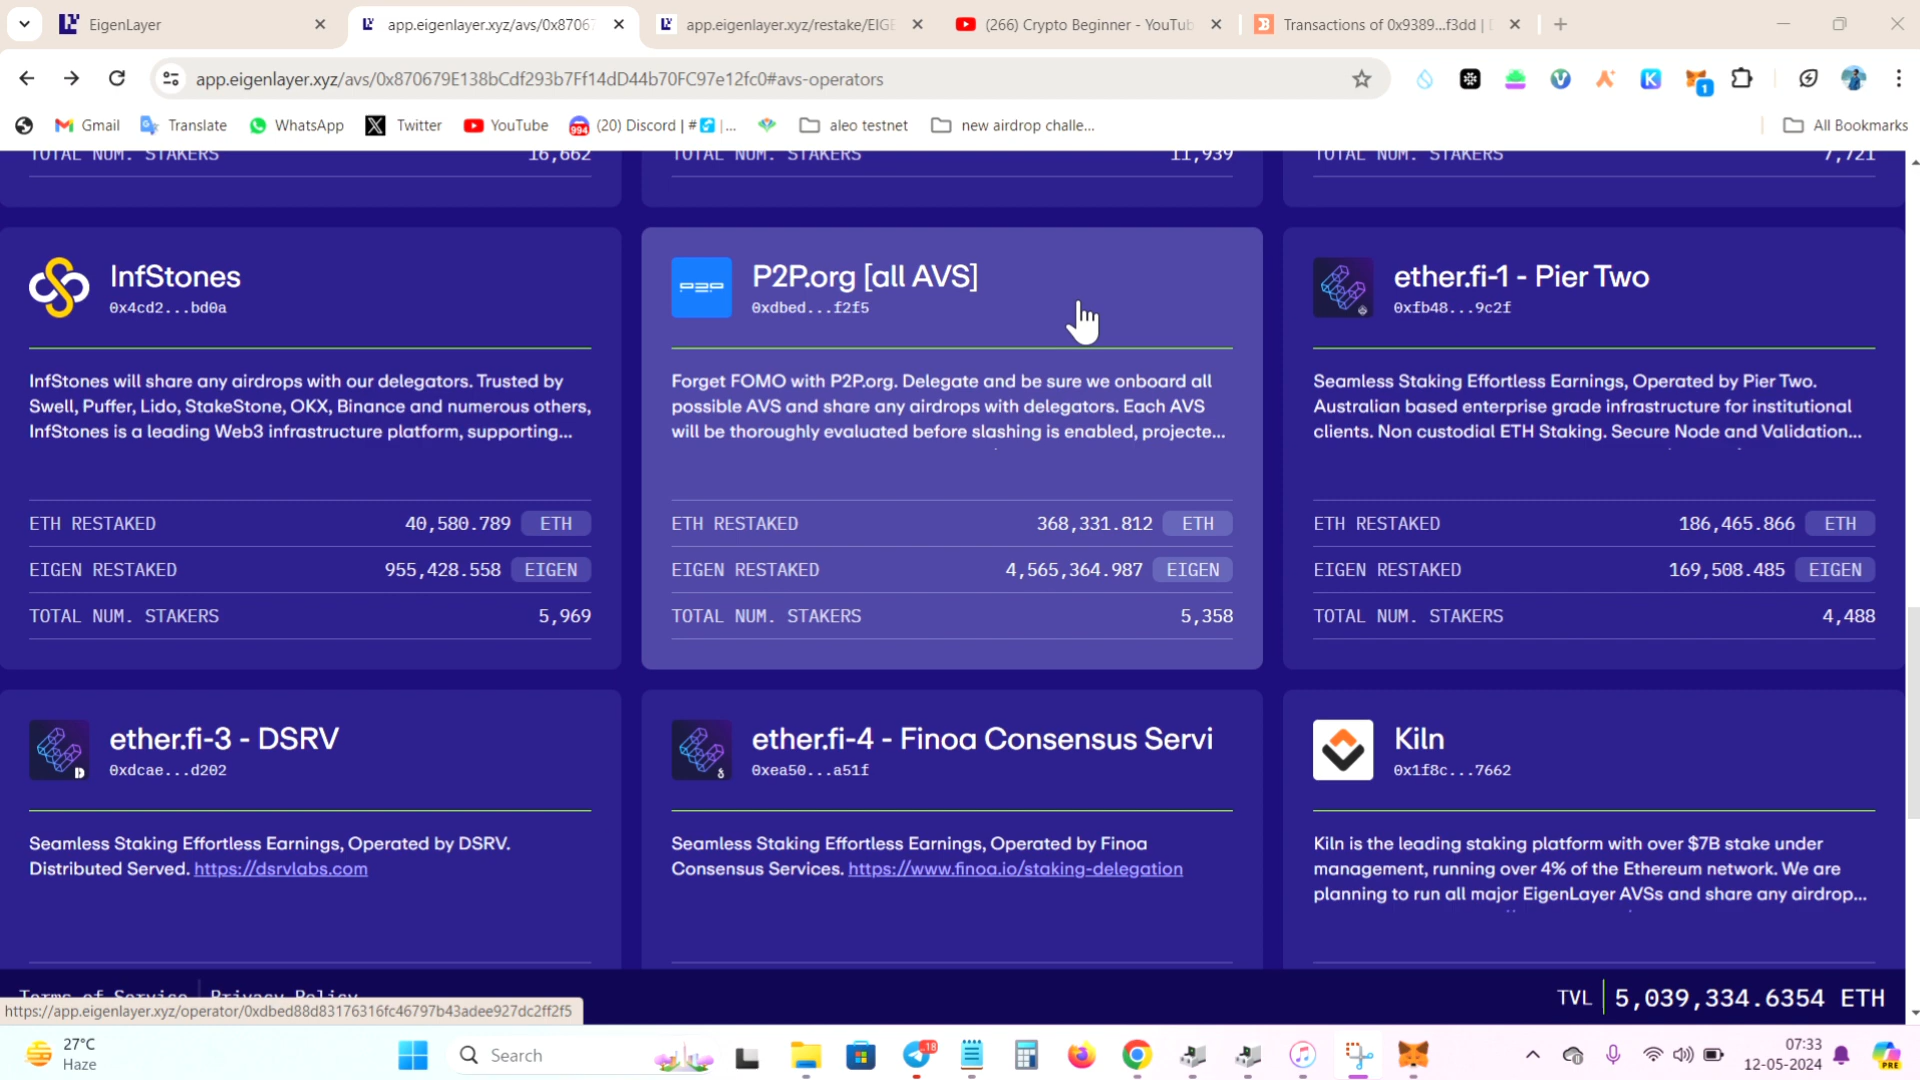 EigenLayer
app.eigenlayer.xyz/avs/0x8706
app.eigenlayer.xyz/restake/EIGE
(266) Crypto Beginner - YouTub
Transactions of 0x9389...f3dd |
app.eigenlayer.xyz/avs/0x870679E138bCdf293b7Ff14dD44b70FC97e12fc0#avs-operators
1
Gmail
Translate
WhatsApp
Twitter
YouTube
994
(20) Discord | #
| ...
aleo testnet
new airdrop challe...
All Bookmarks
TOTAL NUM. STAKERS 16,662
TOTAL NUM. STAKERS 11,939
TOTAL NUM. STAKERS 7,721
InfStones
0x4cd2...bd0a
InfStones will share any airdrops with our delegators. Trusted by
Swell, Puffer, Lido, StakeStone, OKX, Binance and numerous others,
InfStones is a leading Web3 infrastructure platform, supporting...
ETH RESTAKED 40,580.789 ETH
EIGEN RESTAKED 955,428.558 EIGEN
TOTAL NUM. STAKERS 5,969
P2P.org [all AVS]
0xdbed...f2f5
Forget FOMO with P2P.org. Delegate and be sure we onboard all
possible AVS and share any airdrops with delegators. Each AVS
will be thoroughly evaluated before slashing is enabled, projecte...
ETH RESTAKED 368,331.812 ETH
EIGEN RESTAKED 4,565,364.987 EIGEN
TOTAL NUM. STAKERS 5,358
ether.fi-1 - Pier Two
0xfb48...9c2f
Seamless Staking Effortless Earnings, Operated by Pier Two.
Australian based enterprise grade infrastructure for institutional
clients. Non custodial ETH Staking. Secure Node and Validation...
ETH RESTAKED 186,465.866 ETH
EIGEN RESTAKED 169,508.485 EIGEN
TOTAL NUM. STAKERS 4,488
ether.fi-3 - DSRV
0xdcae...d202
Seamless Staking Effortless Earnings, Operated by DSRV.
Distributed Served. https://dsrvlabs.com
ether.fi-4 - Finoa Consensus Servi
0xea50...a51f
Seamless Staking Effortless Earnings, Operated by Finoa
Consensus Services. https://www.finoa.io/staking-delegation
Kiln
0x1f8c...7662
Kiln is the leading staking platform with over $7B stake under
management, running over 4% of the Ethereum network. We are
planning to run all major EigenLayer AVSs and share any airdrop...
Terms of Service
Privacy Policy
TVL 5,039,334.6354 ETH
https://app.eigenlayer.xyz/operator/0xdbed88d83176316fc46797b43adee927dc2ff2f5
27°C
Haze
Search
18
07:33
12-05-2024
PRE